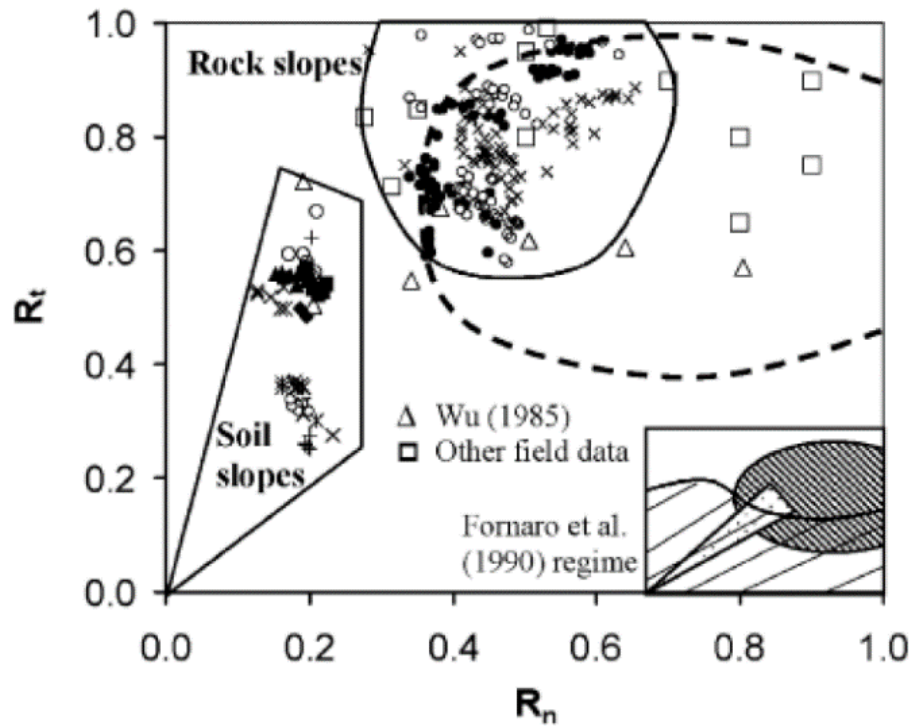 1.0
Rock slopes
0.8
0.6
R_t
0.4
△ Wu (1985)
Soil
slopes
□ Other field data
0.2
Fornaro et al.
(1990) regime
0.0
0.0 0.2 0.4 0.6 0.8 1.0
R_n